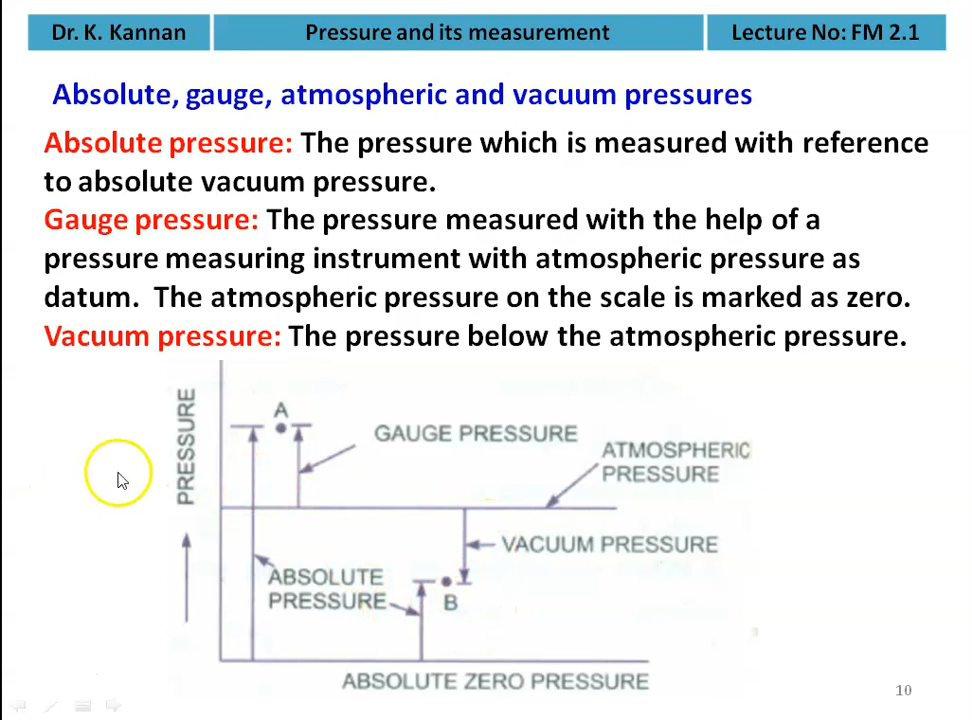 Dr. K. Kannan
Pressure and its measurement
Lecture No: FM 2.1
Absolute, gauge, atmospheric and vacuum pressures
Absolute pressure: The pressure which is measured with reference
to absolute vacuum pressure.
Gauge pressure: The pressure measured with the help of a
pressure measuring instrument with atmospheric pressure as
datum. The atmospheric pressure on the scale is marked as zero.
Vacuum pressure: The pressure below the atmospheric pressure.
PRESSURE
A
GAUGE PRESSURE
ATMOSPHERIC
PRESSURE
VACUUM PRESSURE
ABSOLUTE
PRESSURE
B
ABSOLUTE ZERO PRESSURE
10